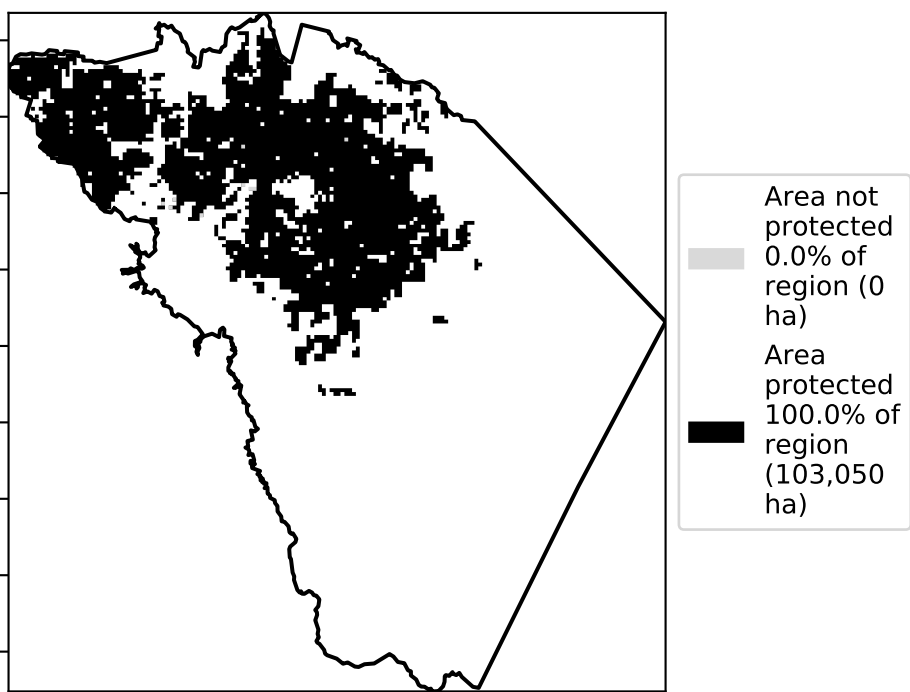 Area not
protected
0.0% of
region (0
ha)
Area
protected
100.0% of
region
(103,050
ha)